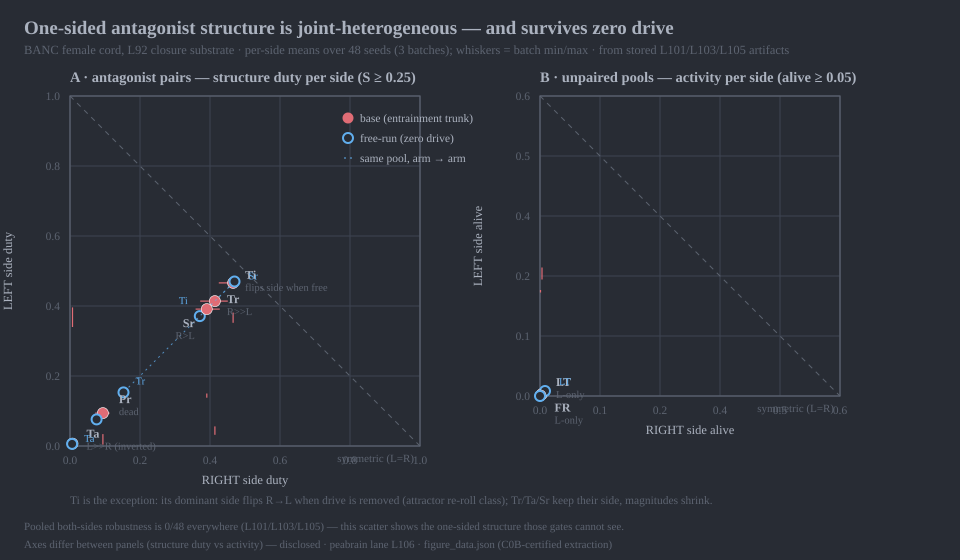 One-sided antagonist structure is joint-heterogeneous — and survives zero drive
BANC female cord, L92 closure substrate · per-side means over 48 seeds (3 batches); whiskers = batch min/max · from stored L101/L103/L105 artifacts
A · antagonist pairs — structure duty per side (S ≥ 0.25)
1.0
0.8
0.6
0.4
0.2
0.0
0.0
0.2
0.4
0.6
1.0
LEFT side duty
RIGHT side duty
base (entrainment trunk)
free-run (zero drive)
same pool, arm → arm
flips side when free
Ti
Tr
R>>L
Sr
R>L
Tr
Pr
dead
Ta
L>>R (inverted)
symmetric (L=R)
B · unpaired pools — activity per side (alive ≥ 0.05)
0.6
0.5
0.4
0.2
0.1
0.0
0.0
0.1
0.2
0.4
0.6
LEFT side alive
RIGHT side alive
LT
L-only
FR
L-only
symmetric (L=R)
Ti is the exception: its dominant side flips R→L when drive is removed (attractor re-roll class); Tr/Ta/Sr keep their side, magnitudes shrink.
Pooled both-sides robustness is 0/48 everywhere (L101/L103/L105) — this scatter shows the one-sided structure those gates cannot see.
Axes differ between panels (structure duty vs activity) — disclosed · peabrain lane L106 · figure_data.json (C0B-certified extraction)